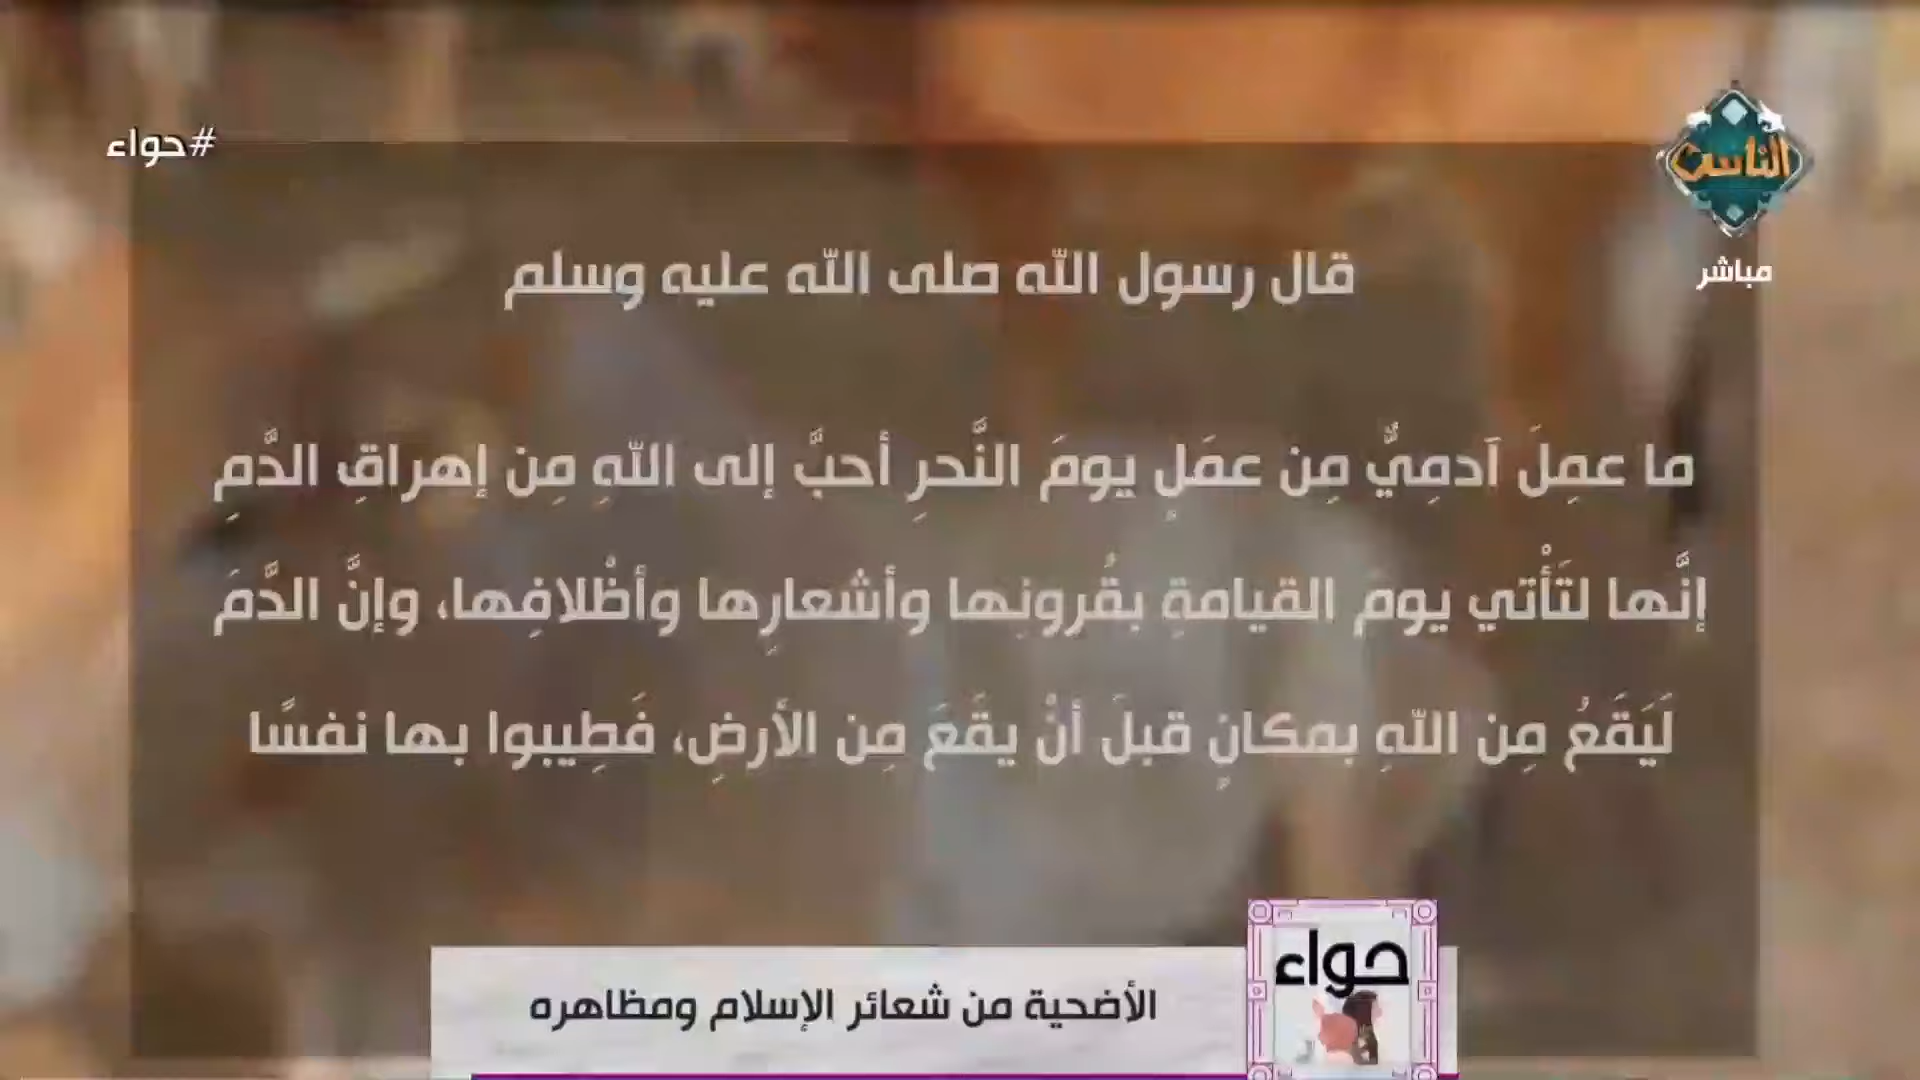 #حواء
الناس
مباشر
قال رسول الله صلى الله عليه وسلم
ما عمِلَ آدمِيٌّ مِن عمَلٍ يومَ النَّحرِ أحبَّ إلى اللهِ مِن إهراقِ الدَّمِ
إنَّها لتَأْتي يومَ القيامةِ بقُرونِها وأشعارِها وأظْلافِها، وإنَّ الدَّمَ
لَيَقَعُ مِن اللهِ بمكانٍ قبلَ أنْ يقَعَ مِن الأرضِ، فَطِيبوا بها نفسًا
حواء
الأضحية من شعائر الإسلام ومظاهره